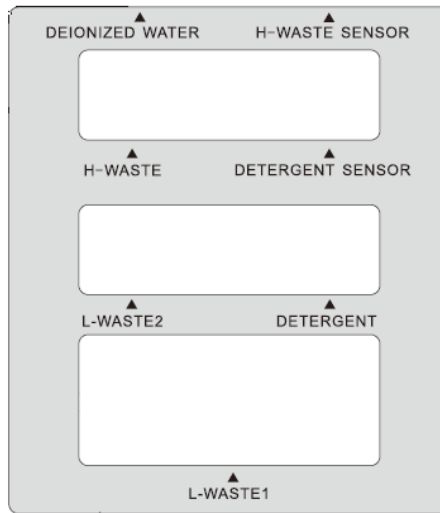 DEIONIZED WATER H-WASTE SENSOR
H-WASTE DETERGENT SENSOR
L-WASTE2 DETERGENT
L-WASTE1